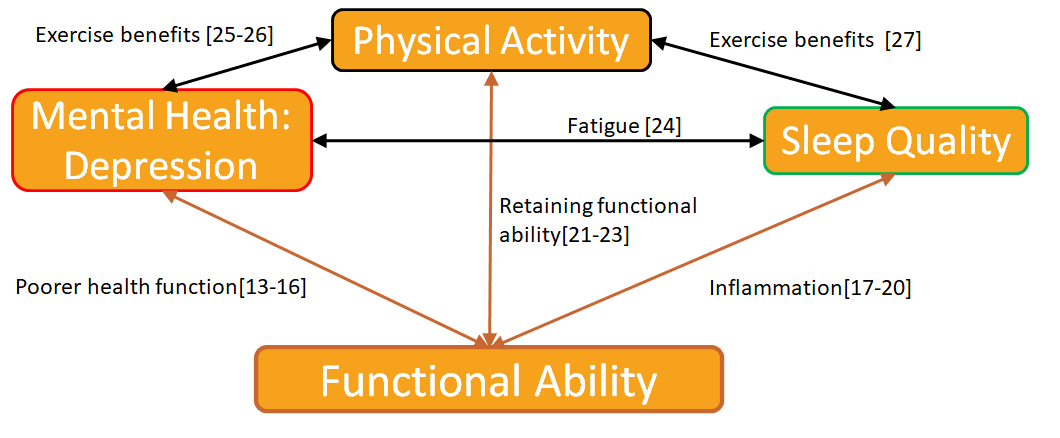 Exercise benefits [25-26]
Physical Activity
Exercise benefits  [27]
Mental Health:
Depression
Fatigue [24]
Sleep Quality
Retaining functional
ability[21-23]
Poorer health function[13-16]
Inflammation[17-20]
Functional Ability